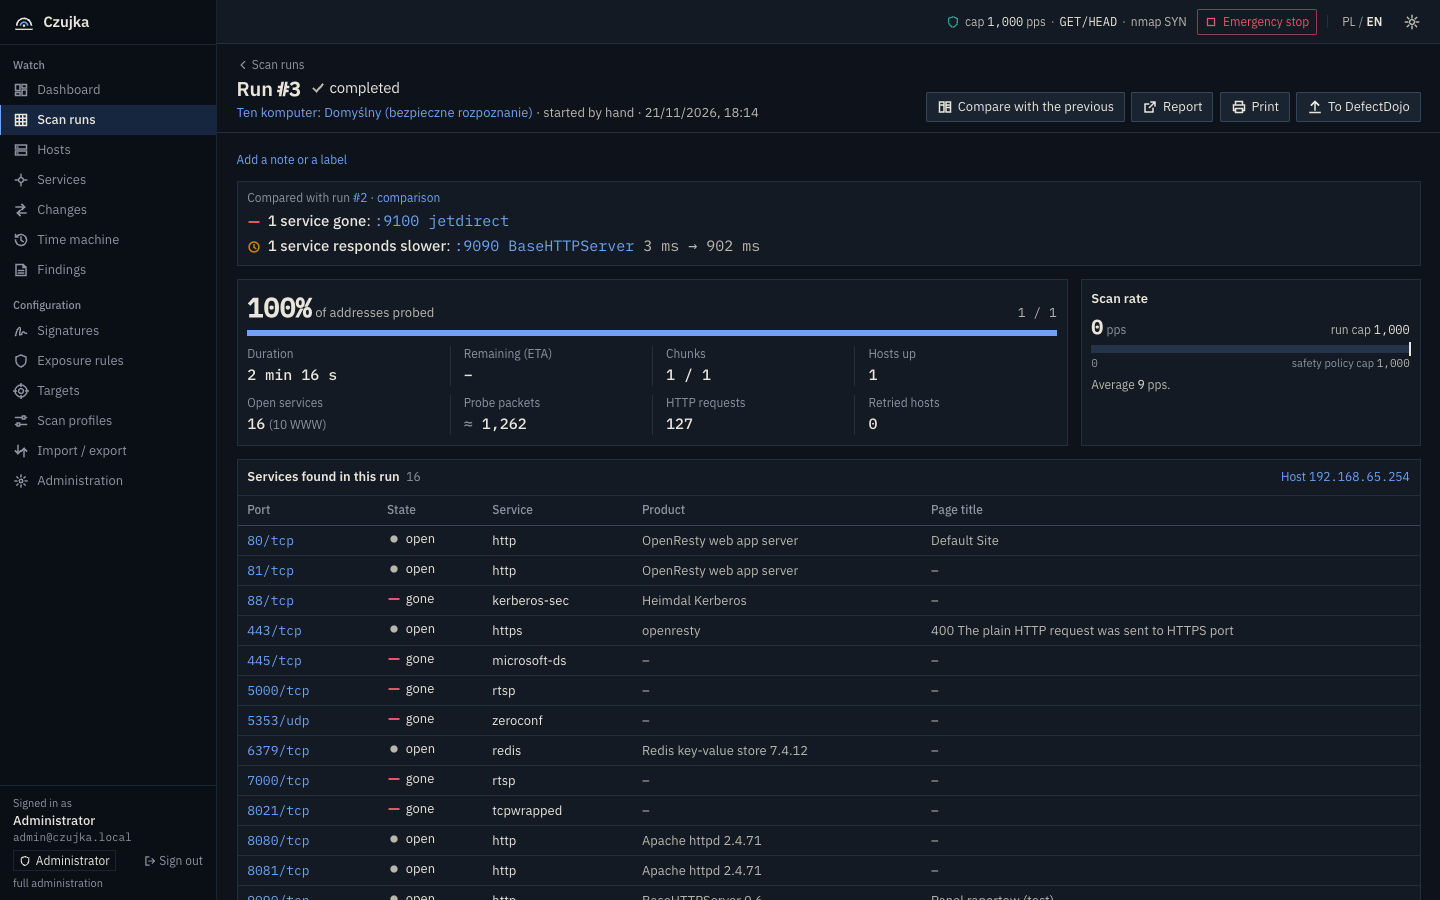 Czujka
cap 1,000 pps · GET/HEAD · nmap SYN
Emergency stop
PL / EN
Watch
Dashboard
Scan runs
Hosts
Services
Changes
Time machine
Findings
Configuration
Signatures
Exposure rules
Targets
Scan profiles
Import / export
Administration
Signed in as
Administrator
admin@czujka.local
Administrator
Sign out
full administration
Scan runs
Run #3 completed
Ten komputer: Domyślny (bezpieczne rozpoznanie) · started by hand · 21/11/2026, 18:14
Compare with the previous
Report
Print
To DefectDojo
Add a note or a label
Compared with run #2 · comparison
1 service gone: :9100 jetdirect
1 service responds slower: :9090 BaseHTTPServer 3 ms → 902 ms
100% of addresses probed 1 / 1
Duration Remaining (ETA) Chunks Hosts up
2 min 16 s – 1 / 1 1
Open services Probe packets HTTP requests Retried hosts
16 (10 WWW) ≈ 1,262 127 0
Scan rate
0 pps run cap 1,000
0 safety policy cap 1,000
Average 9 pps.
Services found in this run 16 Host 192.168.65.254
Port State Service Product Page title
80/tcp open http OpenResty web app server Default Site
81/tcp open http OpenResty web app server –
88/tcp gone kerberos-sec Heimdal Kerberos –
443/tcp open https openresty 400 The plain HTTP request was sent to HTTPS port
445/tcp gone microsoft-ds – –
5000/tcp gone rtsp – –
5353/udp gone zeroconf – –
6379/tcp open redis Redis key-value store 7.4.12 –
7000/tcp gone rtsp – –
8021/tcp gone tcpwrapped – –
8080/tcp open http Apache httpd 2.4.71 –
8081/tcp open http Apache httpd 2.4.71 –
9090/tcp open http BaseHTTPServer 0.6 Panel raportow (test)